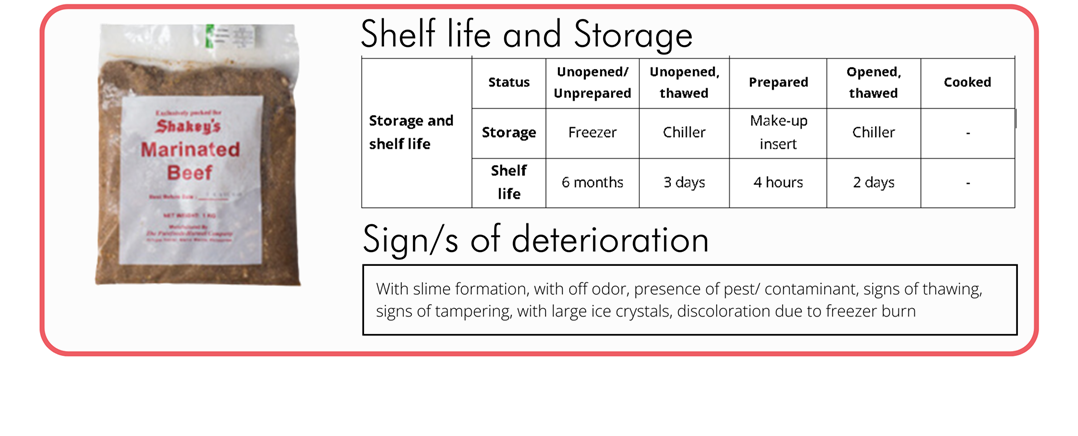 Shelf life and Storage
Storage and
shelf life
Status
Unopened/
Unprepared
Unopened,
thawed
Prepared
Opened,
thawed
Cooked
Storage
Freezer
Chiller
Make-up
insert
Chiller
-
Shelf
life
6 months
3 days
4 hours
2 days
-
Exclusively packed for
Shakey's
Marinated
Beef
NET WEIGHT: 1 KG
Manufactured By
Sign/s of deterioration
With slime formation, with off odor, presence of pest/ contaminant, signs of thawing,
signs of tampering, with large ice crystals, discoloration due to freezer burn